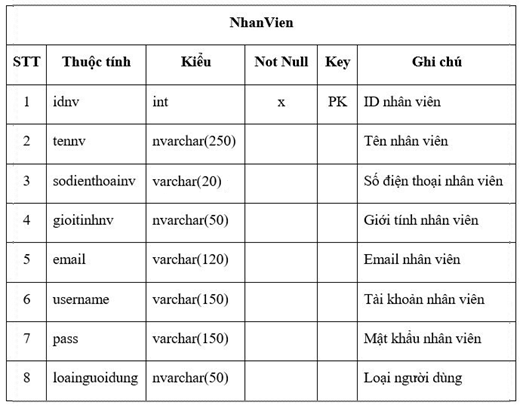 NhanVien
STT Thuộc tính Kiểu Not Null Key Ghi chú
1 idnv int x PK ID nhân viên
2 tennv nvarchar(250) Tên nhân viên
3 sodienthoainv varchar(20) Số điện thoại nhân viên
4 gioitinhnv nvarchar(50) Giới tính nhân viên
5 email varchar(120) Email nhân viên
6 username varchar(150) Tài khoản nhân viên
7 pass varchar(150) Mật khẩu nhân viên
8 loainguoidung nvarchar(50) Loại người dùng